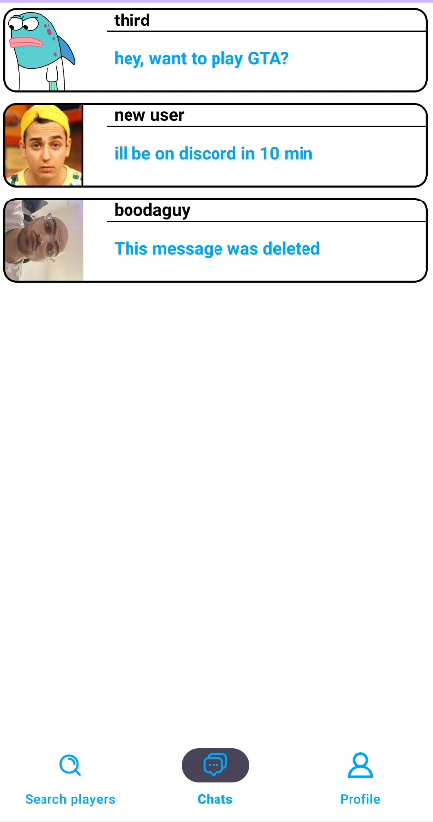 third
hey, want to play GTA?
new user
ill be on discord in 10 min
boodaguy
This message was deleted
Search players
Chats
Profile